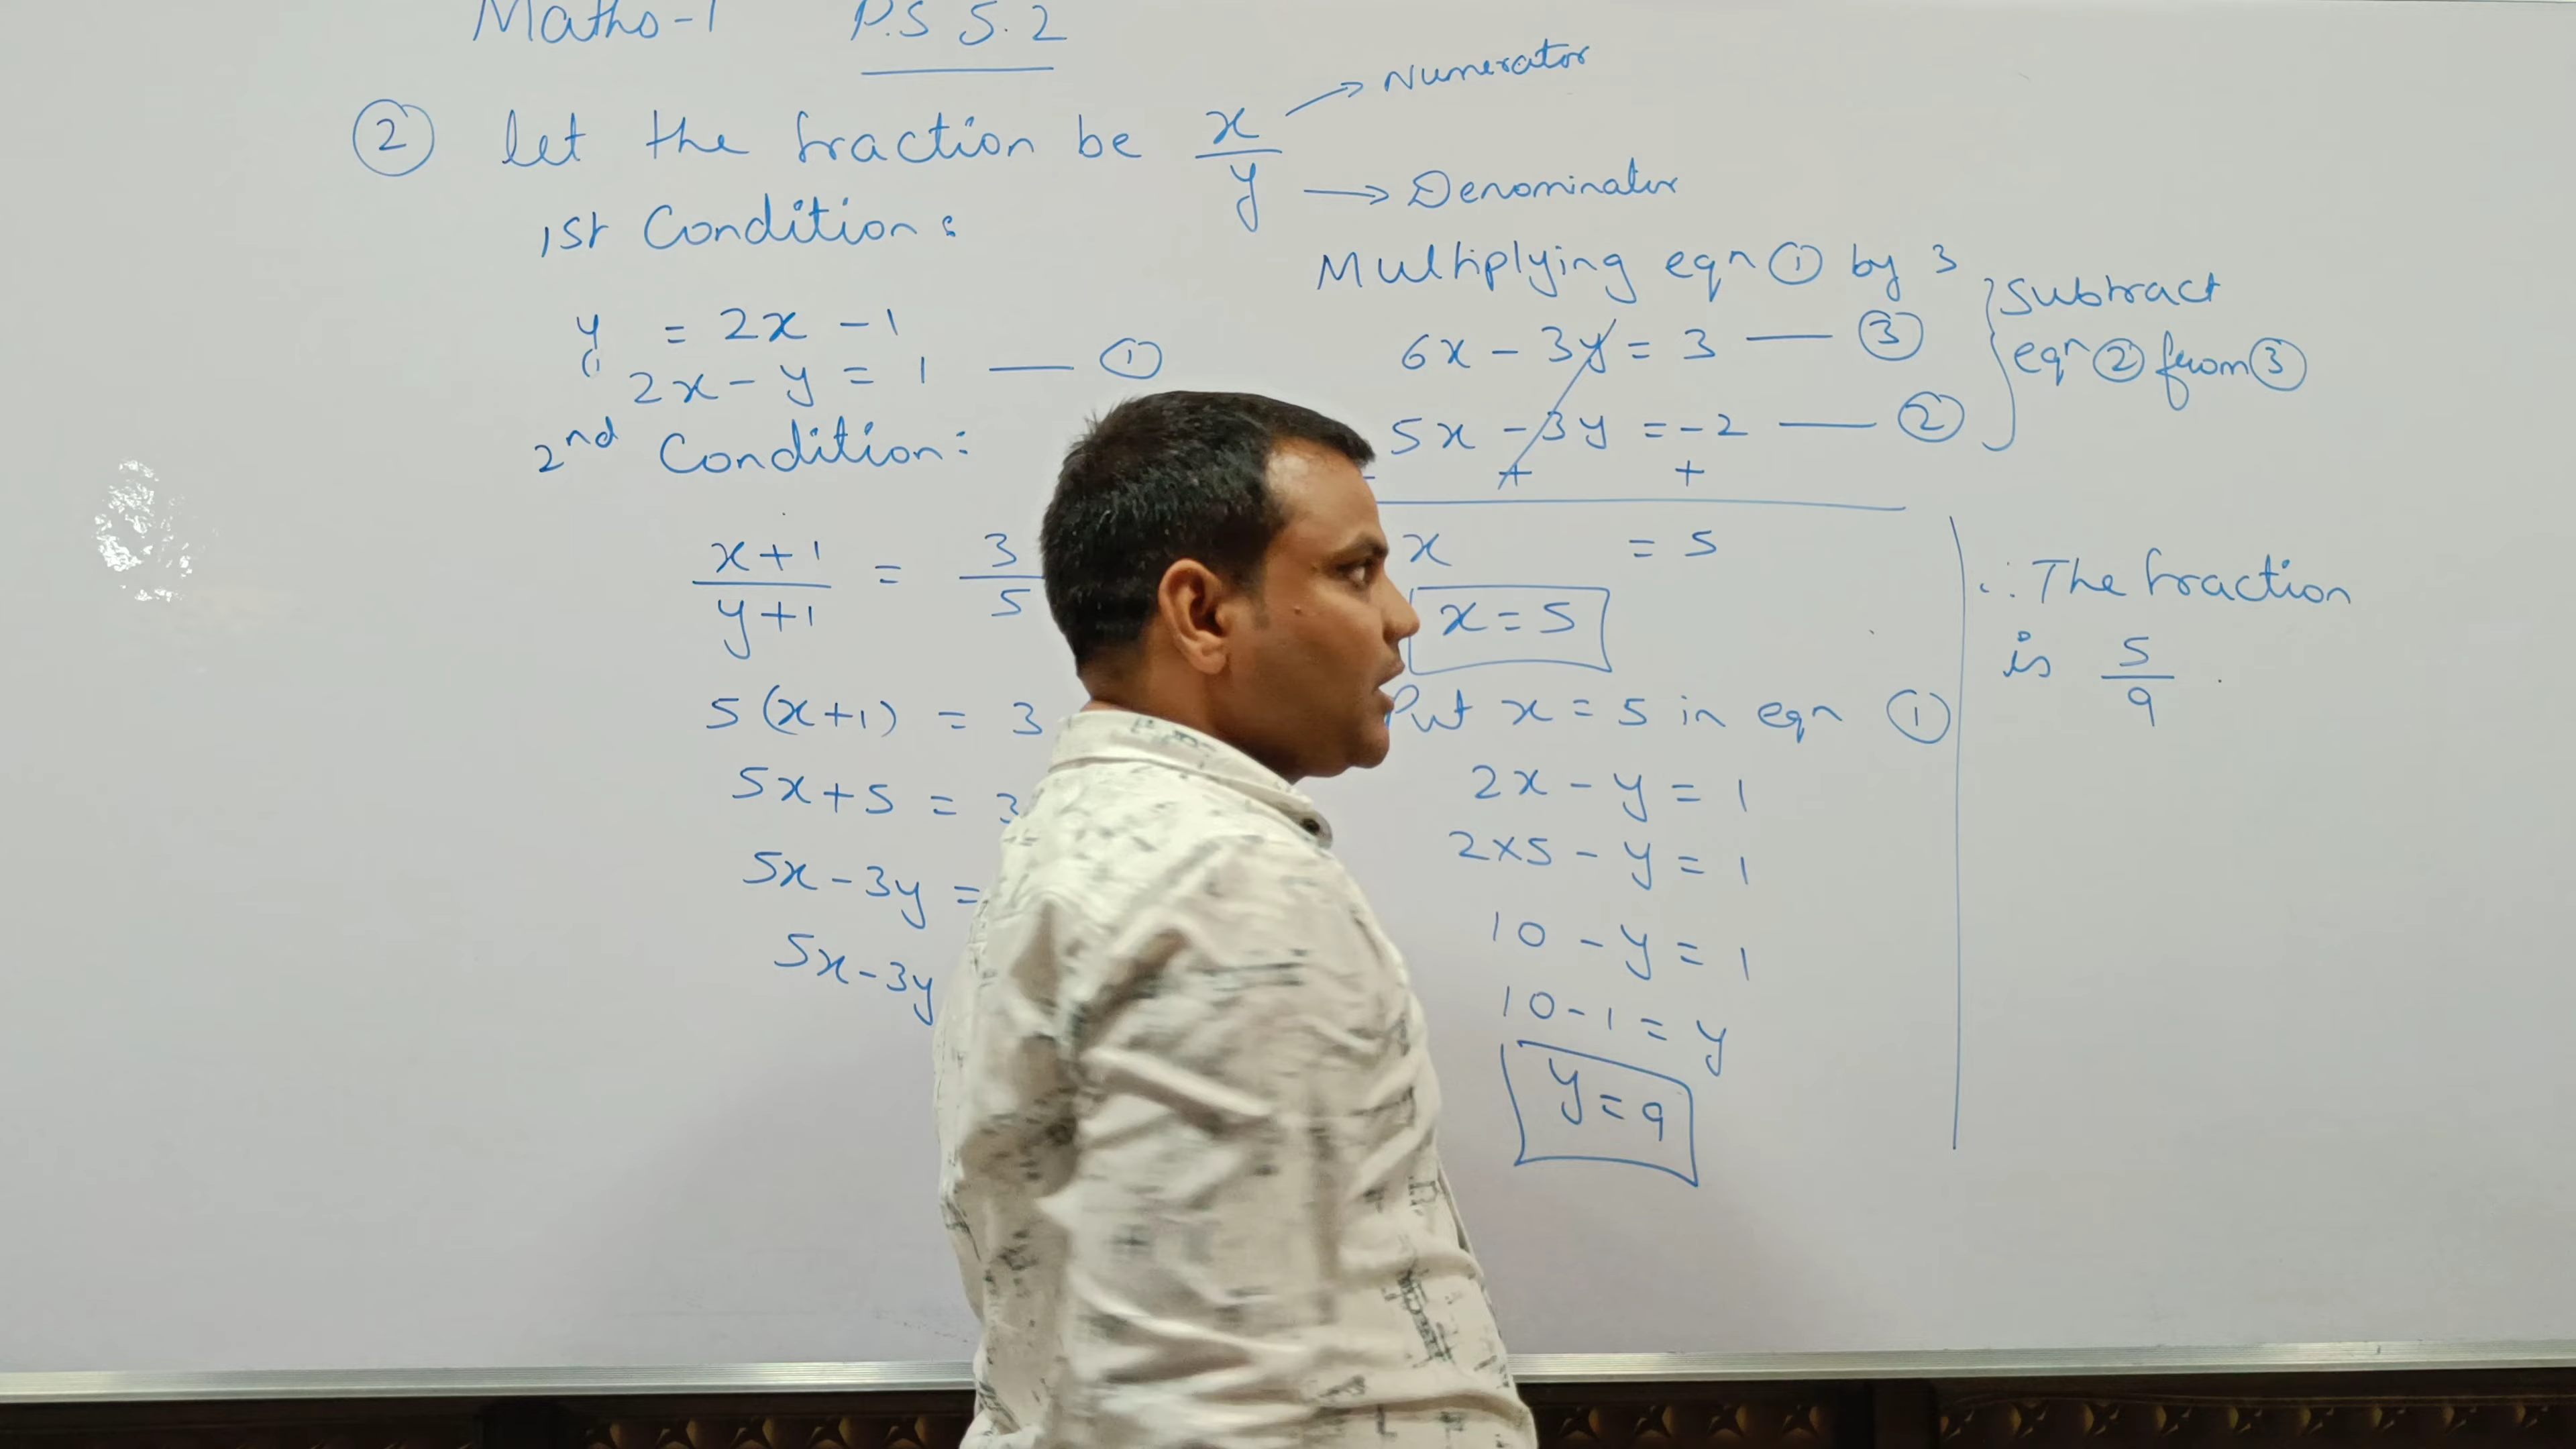 Maths-1 P.S 5.2
② let the fraction be x/y
→ Numerator
→ Denominator
1st Condition:
y = 2x - 1
2x - y = 1 — ①
2nd Condition:
x+1/y+1 = 3/5
5(x+1) = 3
5x+5 = 3
5x-3y =
5x-3y
Multiplying eqn ① by 3
6x - 3y = 3 — ③
5x - 3y = -2 — ②
- + +
Subtract
eqn ② from ③
x = 5
x = 5
Put x = 5 in eqn ①
2x - y = 1
2×5 - y = 1
10 - y = 1
10-1 = y
y = 9
∴ The fraction
is 5/9